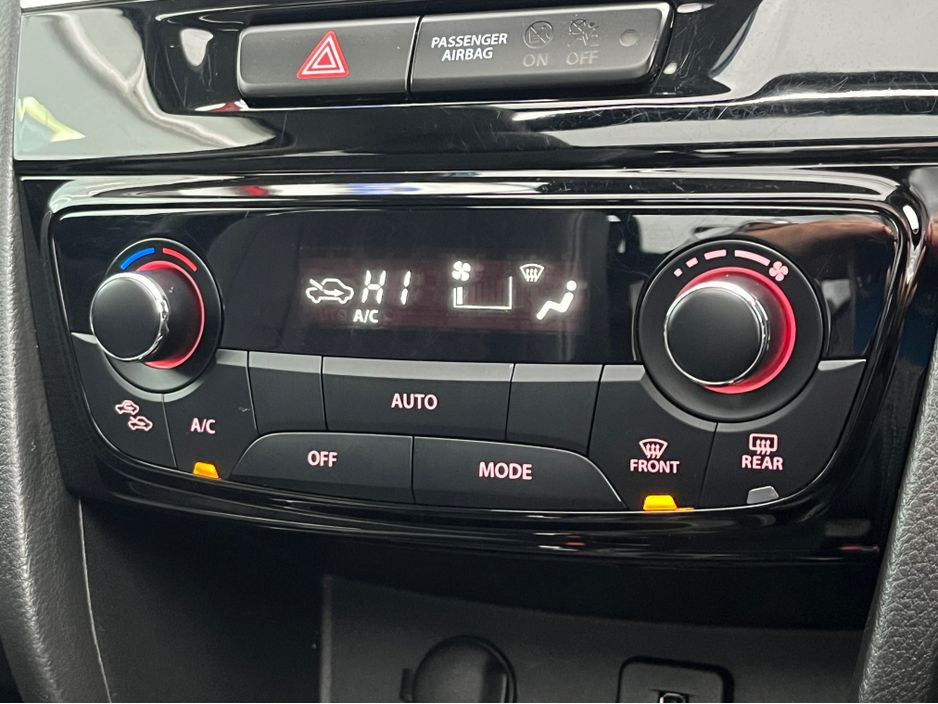 PASSENGER
AIRBAG
ON OFF
HI
A/C
AUTO
A/C
OFF
MODE
FRONT
REAR